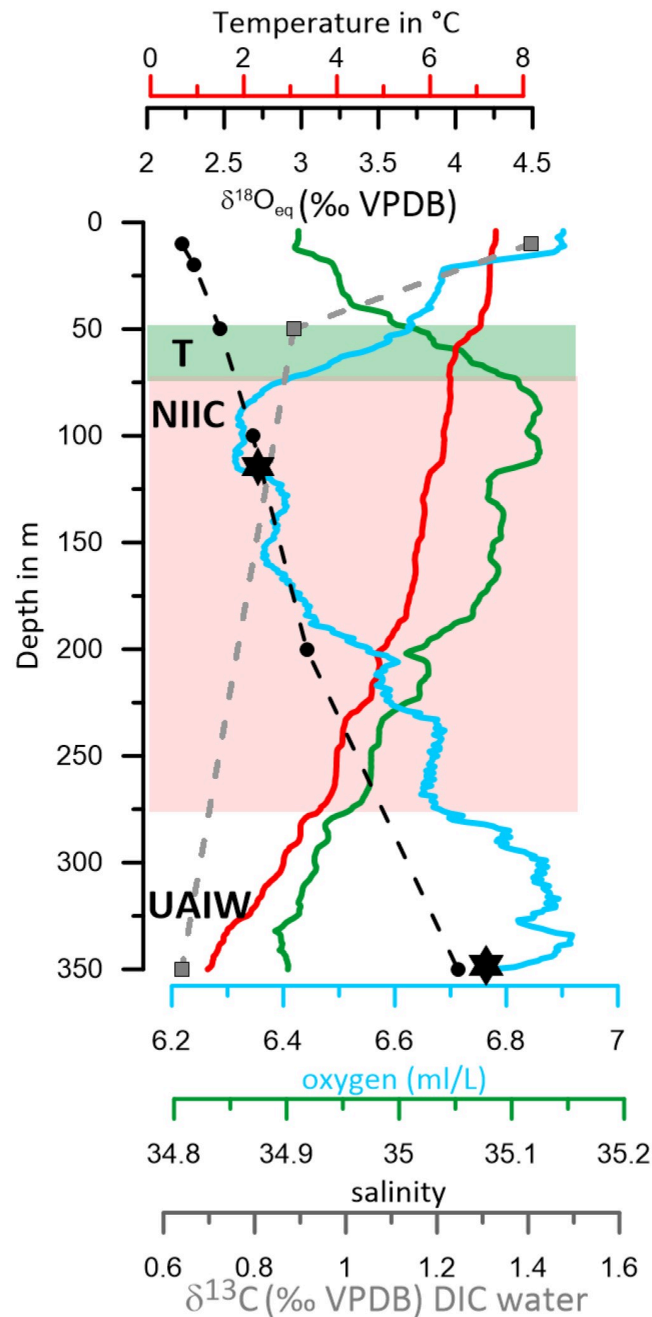 Temperature in °C
0 2 4 6 8
2 2.5 3 3.5 4 4.5
δ¹⁸Oeq (‰ VPDB)
0
50
T
NIIC
100
150
200
250
300
UAIW
350
Depth in m
6.2 6.4 6.6 6.8 7
oxygen (ml/L)
34.8 34.9 35 35.1 35.2
salinity
0.6 0.8 1 1.2 1.4 1.6
δ¹³C (‰ VPDB) DIC water